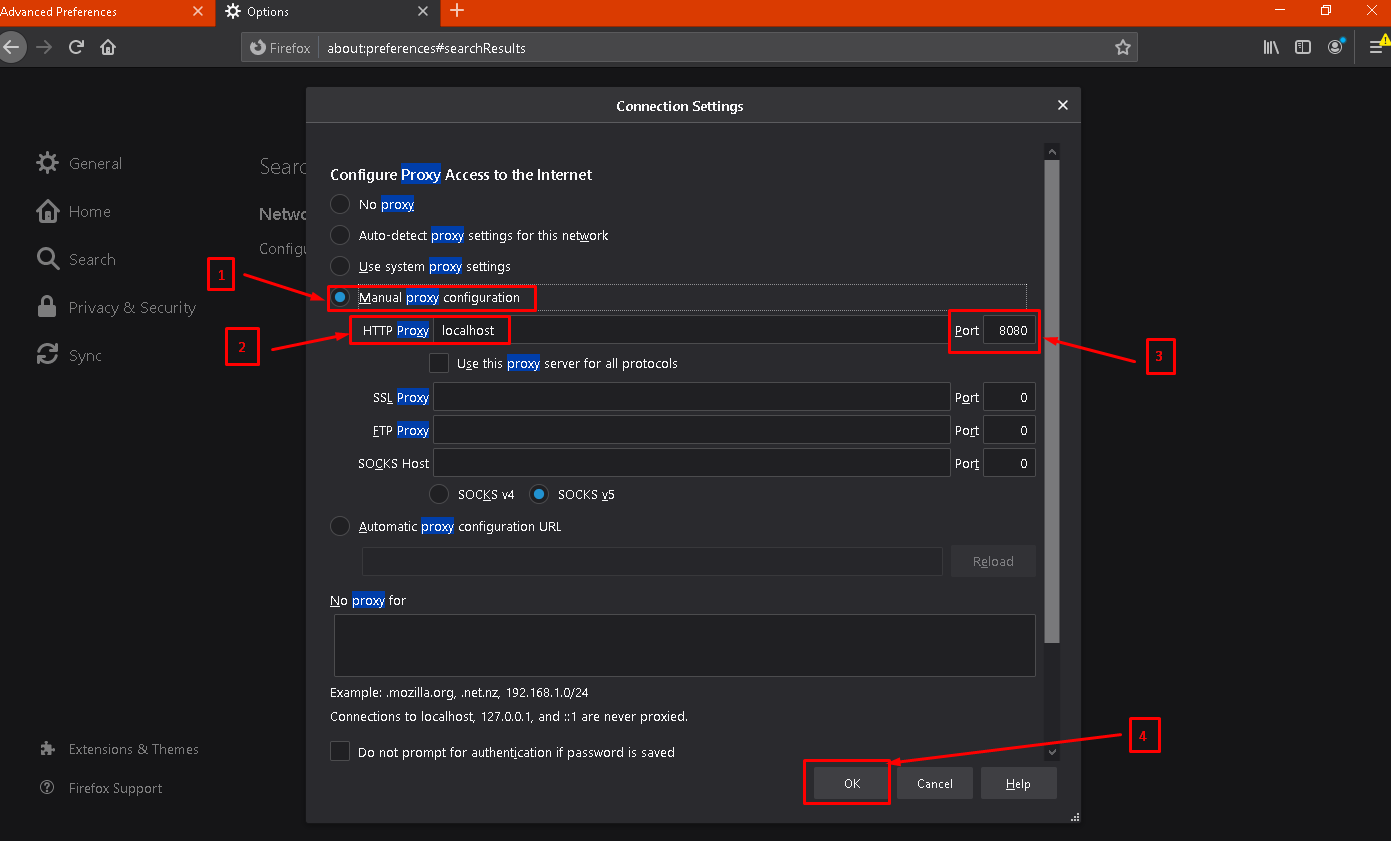 Advanced Preferences
Options
Firefox
about:preferences#searchResults
Connection Settings
General
Home
Search
Privacy & Security
Sync
Extensions & Themes
Firefox Support
Searc
Netwo
Config
Configure Proxy Access to the Internet
No proxy
Auto-detect proxy settings for this network
Use system proxy settings
1
Manual proxy configuration
2
HTTP Proxy localhost Port 8080
3
Use this proxy server for all protocols
SSL Proxy Port 0
FTP Proxy Port 0
SOCKS Host Port 0
SOCKS v4 SOCKS v5
Automatic proxy configuration URL
Reload
No proxy for
Example: .mozilla.org, .net.nz, 192.168.1.0/24
Connections to localhost, 127.0.0.1, and ::1 are never proxied.
Do not prompt for authentication if password is saved
4
OK Cancel Help